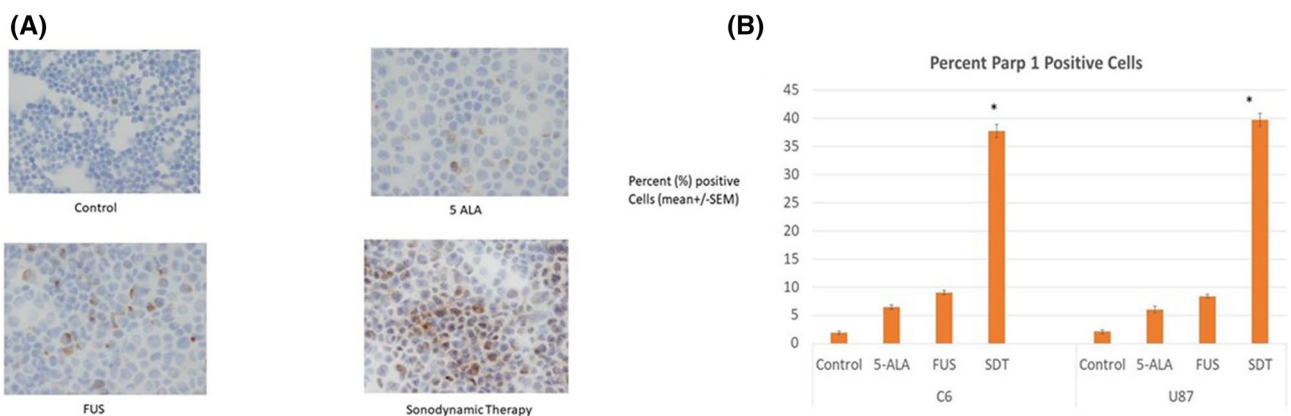 (A)
Control
5 ALA
FUS
Sonodynamic Therapy
(B)
Percent Parp 1 Positive Cells
Percent (%) positive
Cells (mean+/-SEM)
45
40
35
30
25
20
15
10
5
0
*
*
Control 5-ALA FUS SDT Control 5-ALA FUS SDT
C6 U87